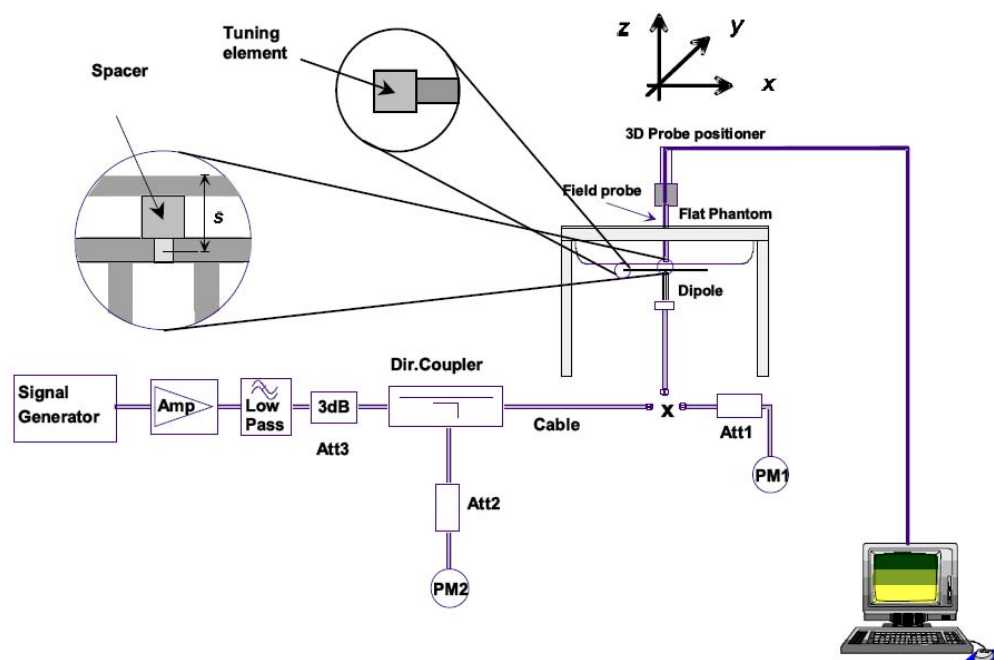 Tuning
element
Spacer
z
y
x
3D Probe positioner
Field probe
Flat Phantom
s
Dipole
Dir.Coupler
Signal
Generator
Amp
Low
Pass
3dB
Att3
Cable
x
Att1
PM1
Att2
PM2